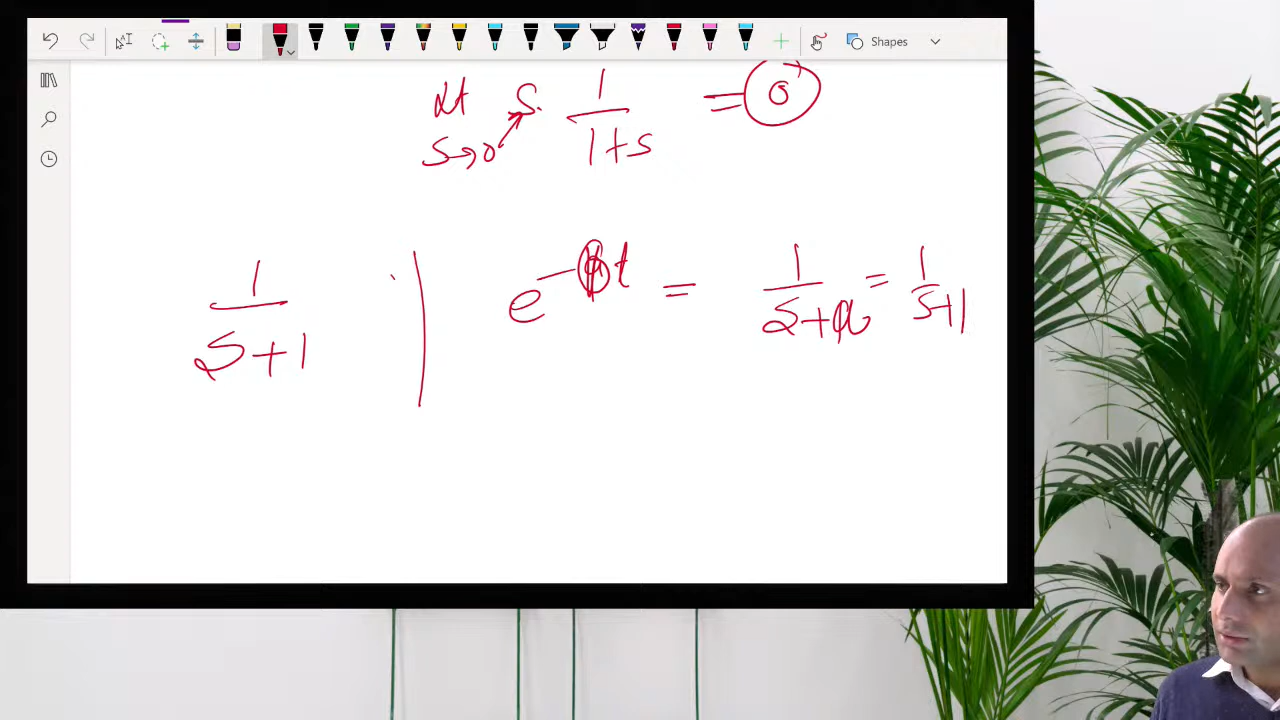 Shapes
Lt S→0 S. 1/(1+s) = 0
1/(S+1)
e^-at = 1/(S+a) = 1/(S+1)